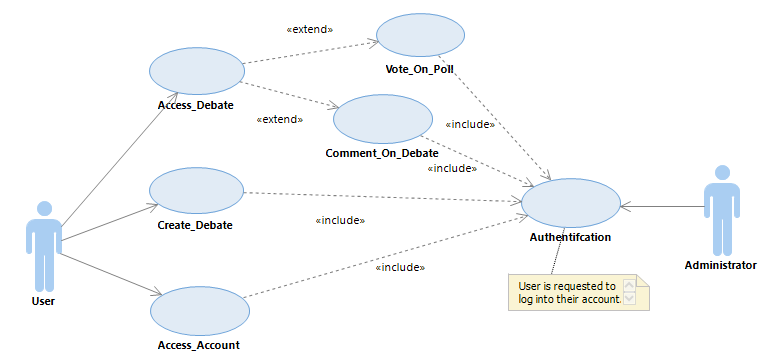 «extend»
Vote_On_Poll
Access_Debate
«extend»
«include»
Comment_On_Debate
«include»
Create_Debate
«include»
Authentifcation
Administrator
«include»
User is requested to
log into their account.
User
Access_Account